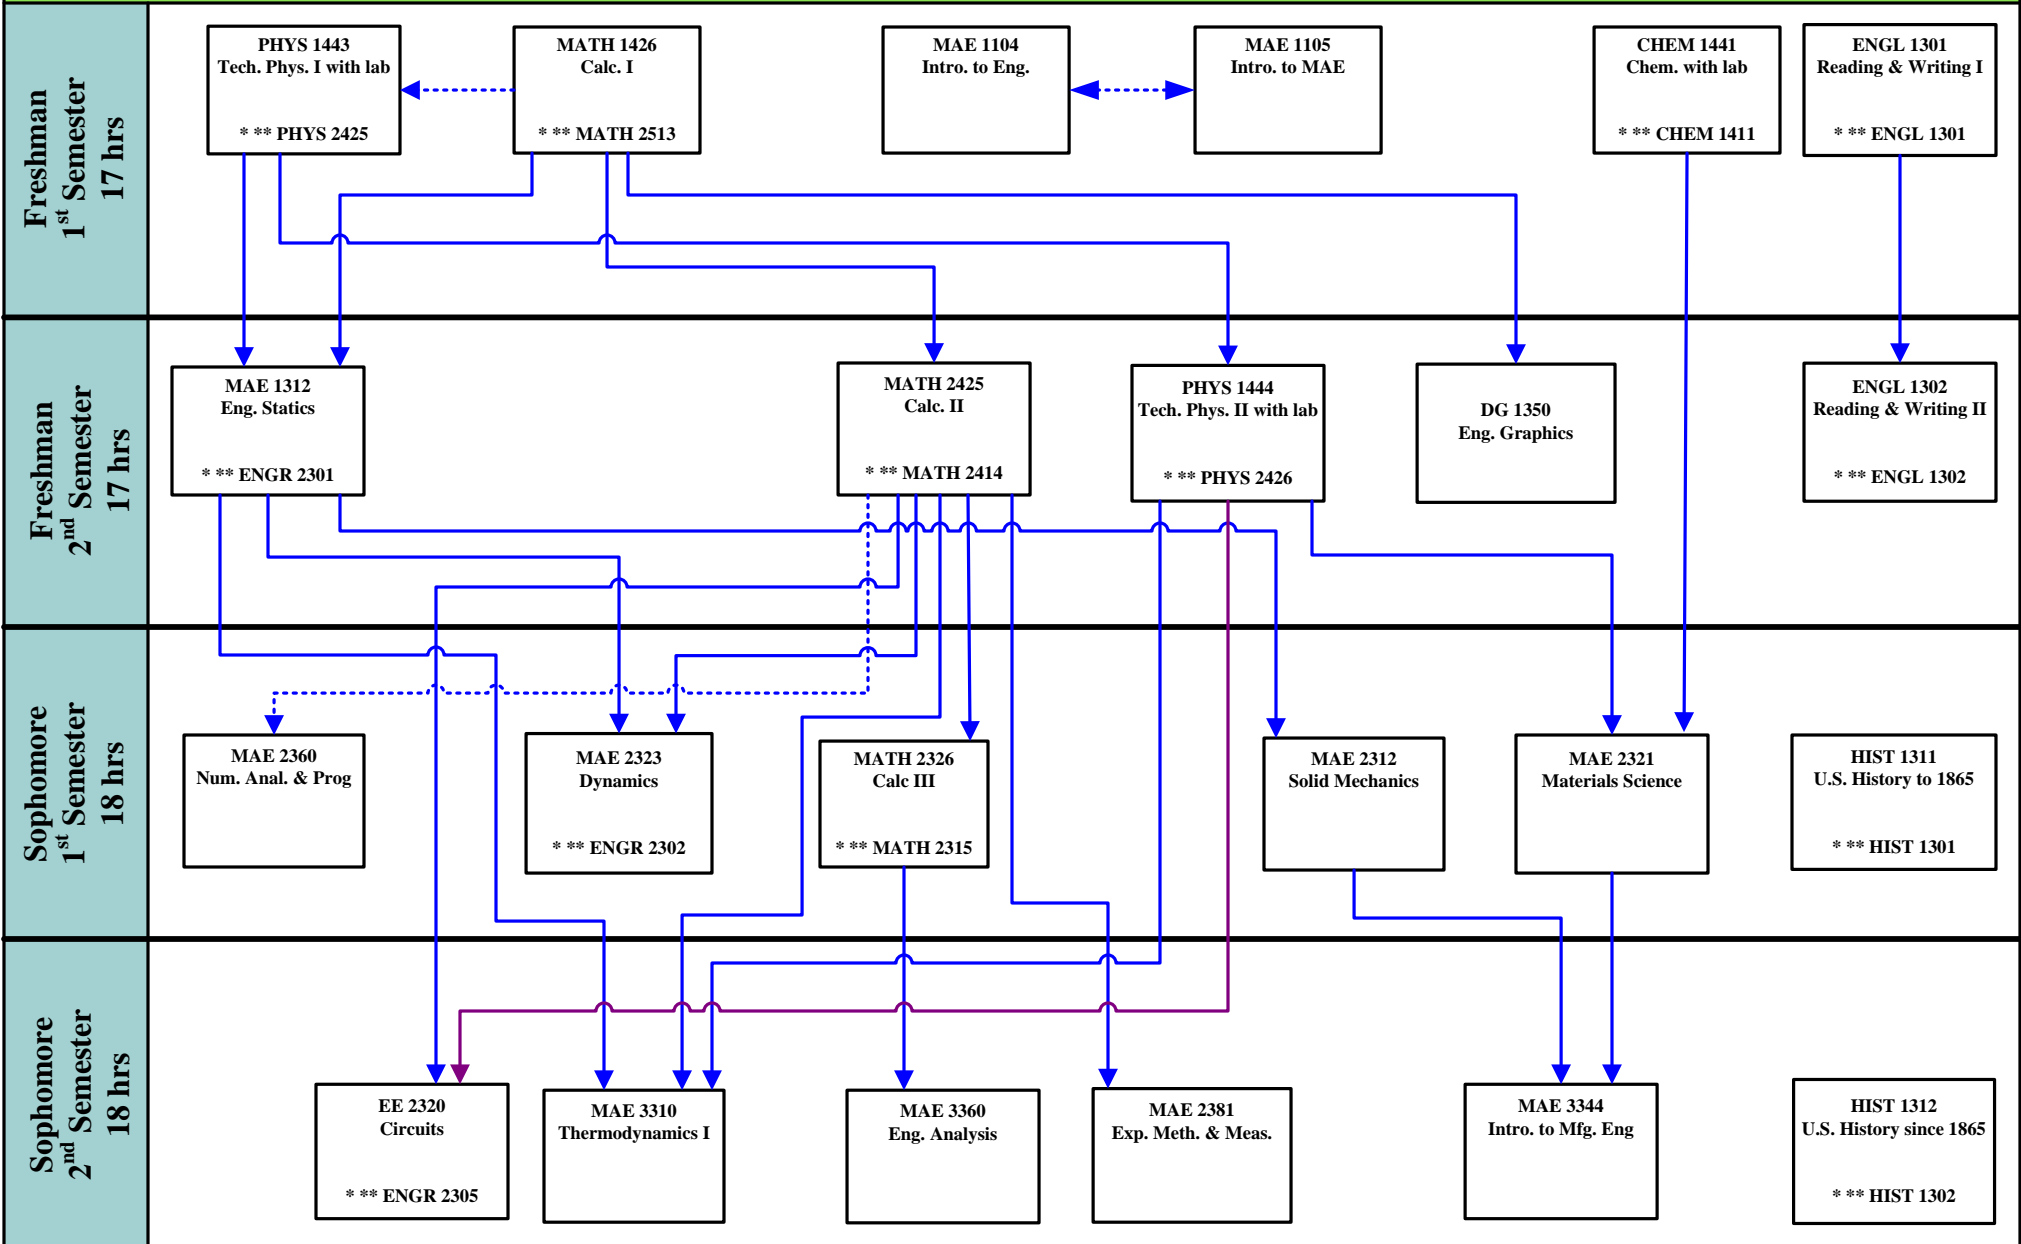 Freshman
1st Semester
17 hrs
PHYS 1443
Tech. Phys. I with lab
* ** PHYS 2425
MATH 1426
Calc. I
* ** MATH 2513
MAE 1104
Intro. to Eng.
MAE 1105
Intro. to MAE
CHEM 1441
Chem. with lab
* ** CHEM 1411
ENGL 1301
Reading & Writing I
* ** ENGL 1301
Freshman
2nd Semester
17 hrs
MAE 1312
Eng. Statics
* ** ENGR 2301
MATH 2425
Calc. II
* ** MATH 2414
PHYS 1444
Tech. Phys. II with lab
* ** PHYS 2426
DG 1350
Eng. Graphics
ENGL 1302
Reading & Writing II
* ** ENGL 1302
Sophomore
1st Semester
18 hrs
MAE 2360
Num. Anal. & Prog
MAE 2323
Dynamics
* ** ENGR 2302
MATH 2326
Calc III
* ** MATH 2315
MAE 2312
Solid Mechanics
MAE 2321
Materials Science
HIST 1311
U.S. History to 1865
* ** HIST 1301
Sophomore
2nd Semester
18 hrs
EE 2320
Circuits
* ** ENGR 2305
MAE 3310
Thermodynamics I
MAE 3360
Eng. Analysis
MAE 2381
Exp. Meth. & Meas.
MAE 3344
Intro. to Mfg. Eng
HIST 1312
U.S. History since 1865
* ** HIST 1302